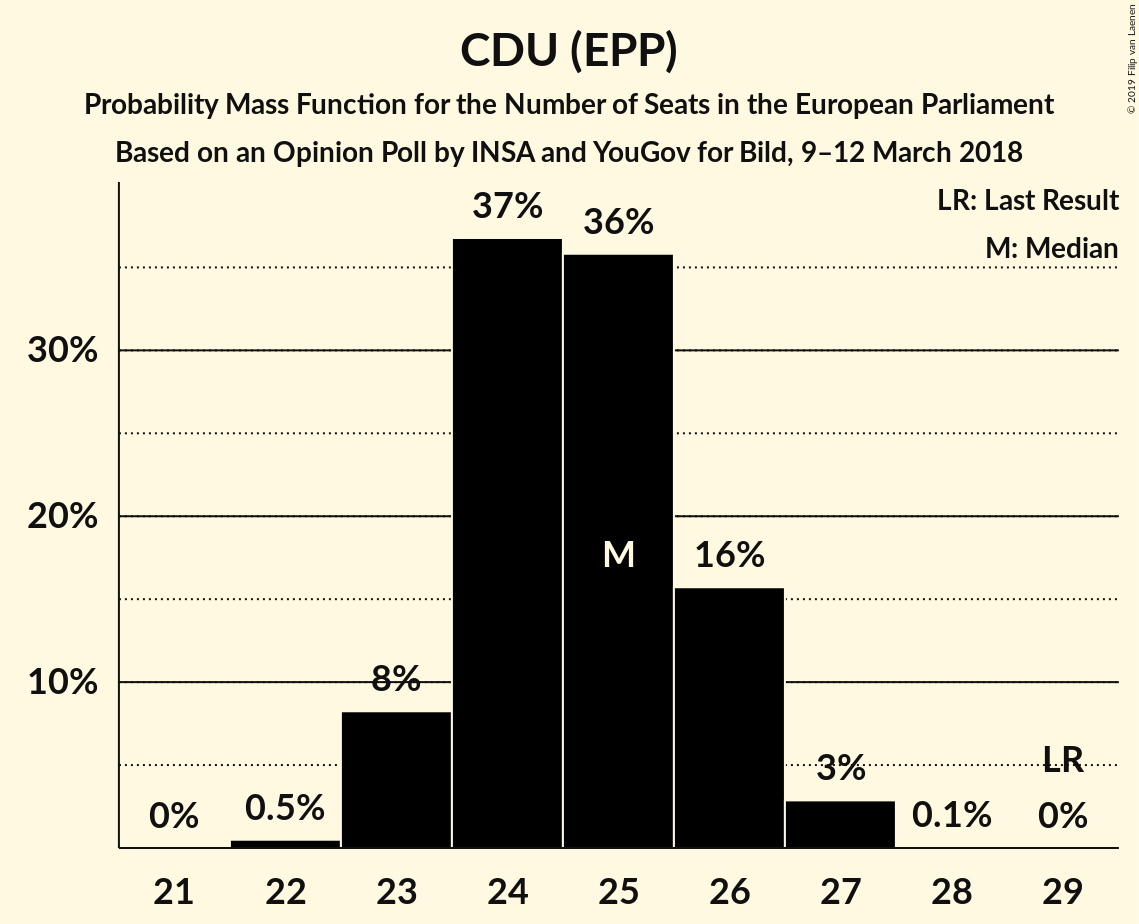 CDU (EPP)
Probability Mass Function for the Number of Seats in the European Parliament
Based on an Opinion Poll by INSA and YouGov for Bild, 9–12 March 2018
© 2019 Filip van Laenen
LR: Last Result
M: Median
37%
36%
30%
20%
M
16%
10%
8%
3%
LR
0%
0.5%
0.1%
0%
21 22 23 24 25 26 27 28 29